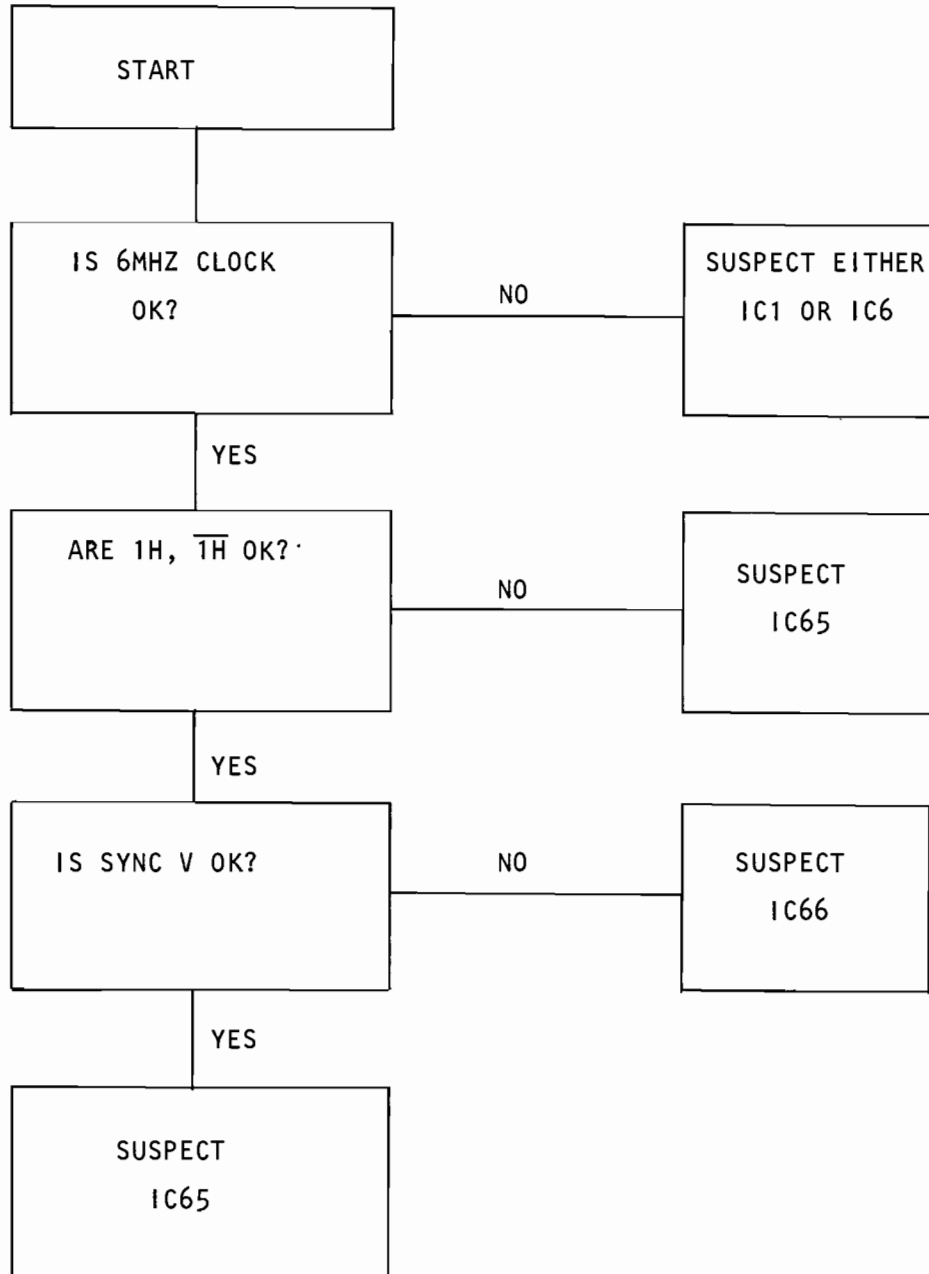 START
IS 6MHZ CLOCK
OK?
NO
SUSPECT EITHER
IC1 OR IC6
YES
ARE 1H, 1̅H̅ OK?
NO
SUSPECT
IC65
YES
IS SYNC V OK?
NO
SUSPECT
IC66
YES
SUSPECT
IC65